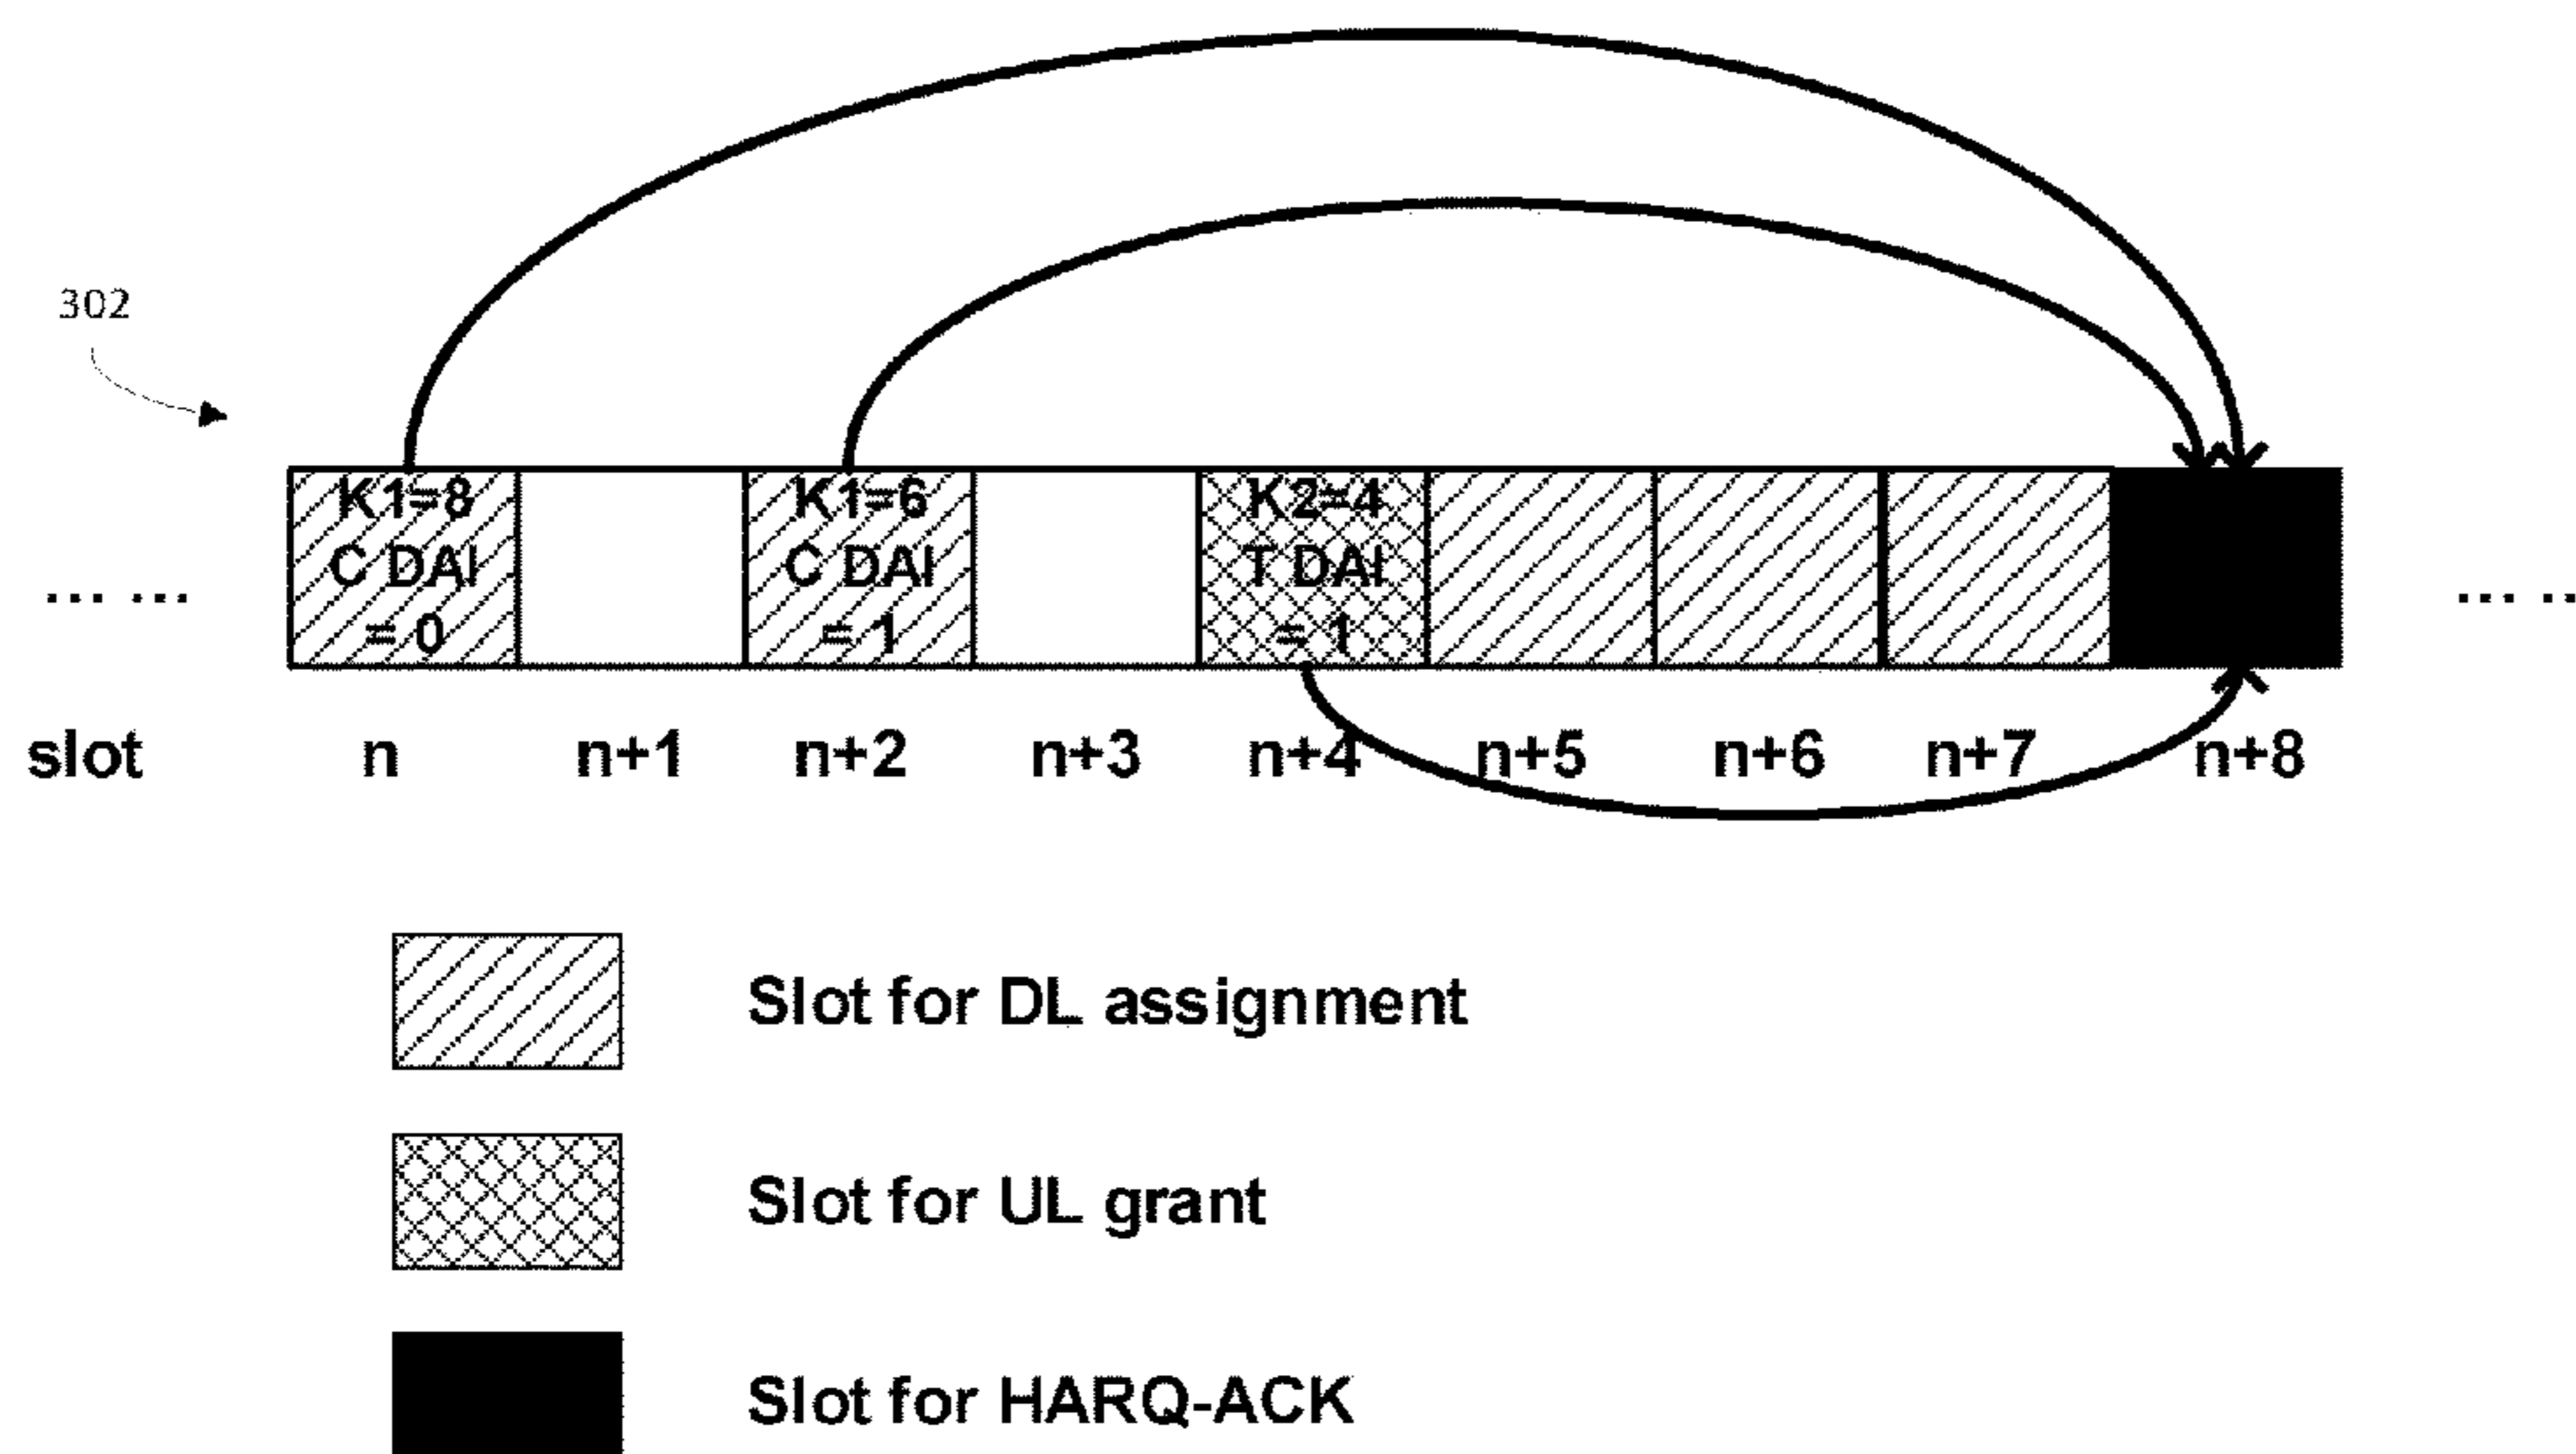 302
K1=8 K1=6 K2=4
C DAI C DAI T DAI
= 0 = 1 = 1
... ... ... ...
slot n n+1 n+2 n+3 n+4 n+5 n+6 n+7 n+8
Slot for DL assignment
Slot for UL grant
Slot for HARQ-ACK